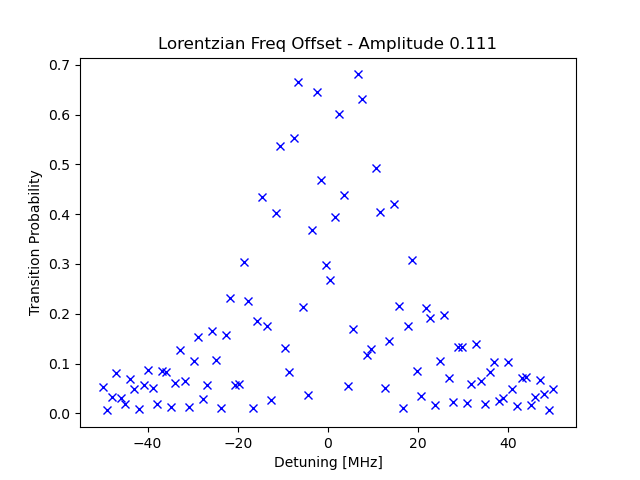 Lorentzian Freq Offset - Amplitude 0.111
0.7
0.6
0.5
0.4
0.3
0.2
0.1
0.0
Transition Probability
−40 −20 0 20 40
Detuning [MHz]